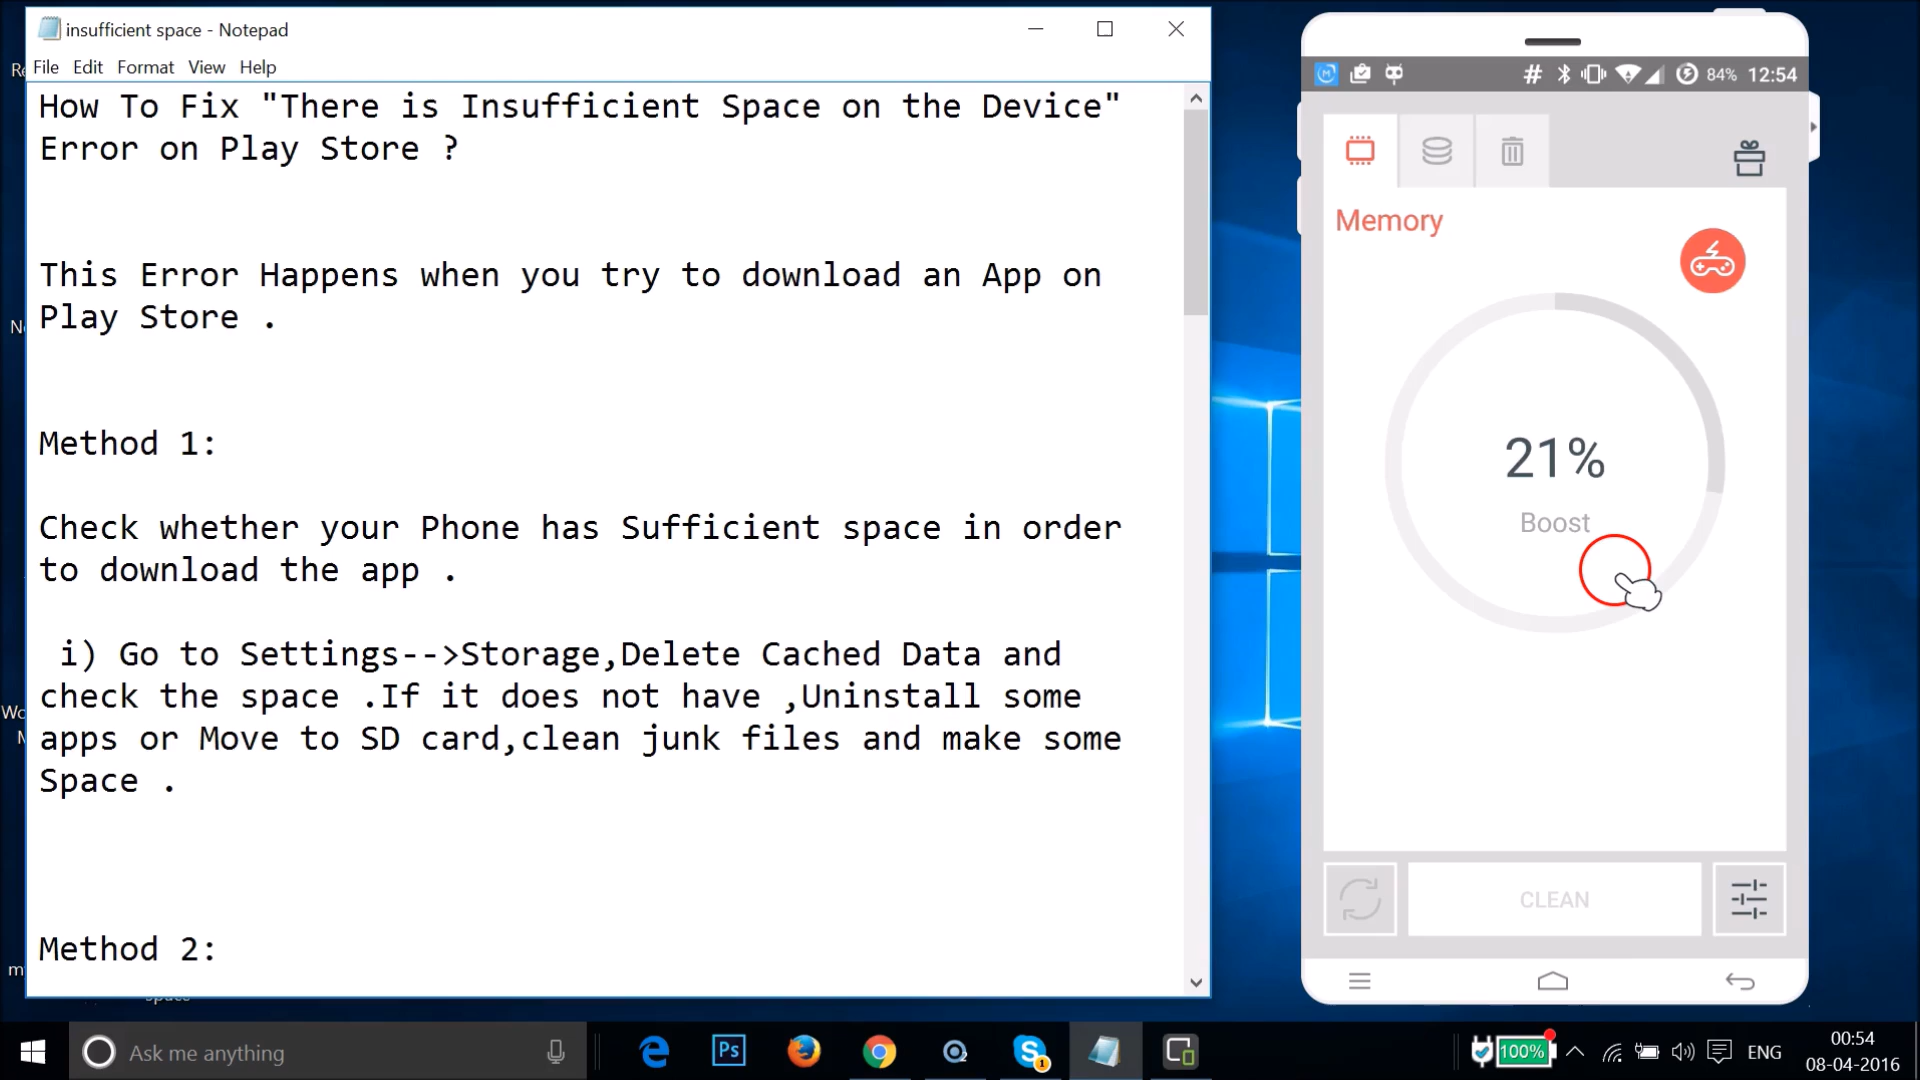 insufficient space - Notepad
File Edit Format View Help
How To Fix "There is Insufficient Space on the Device"
Error on Play Store ?
This Error Happens when you try to download an App on
Play Store .
Method 1:
Check whether your Phone has Sufficient space in order
to download the app .
i) Go to Settings-->Storage,Delete Cached Data and
check the space .If it does not have ,Uninstall some
apps or Move to SD card,clean junk files and make some
Space .
Method 2:
84% 12:54
Memory
21%
Boost
CLEAN
space
Ask me anything
Ps
1
100%
ENG
00:54
08-04-2016